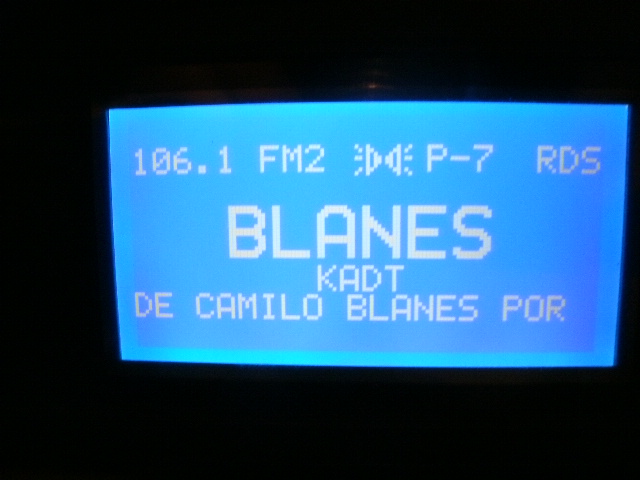 106.1 FM2 P-7 RDS
BLANES
KADT
DE CAMILO BLANES POR